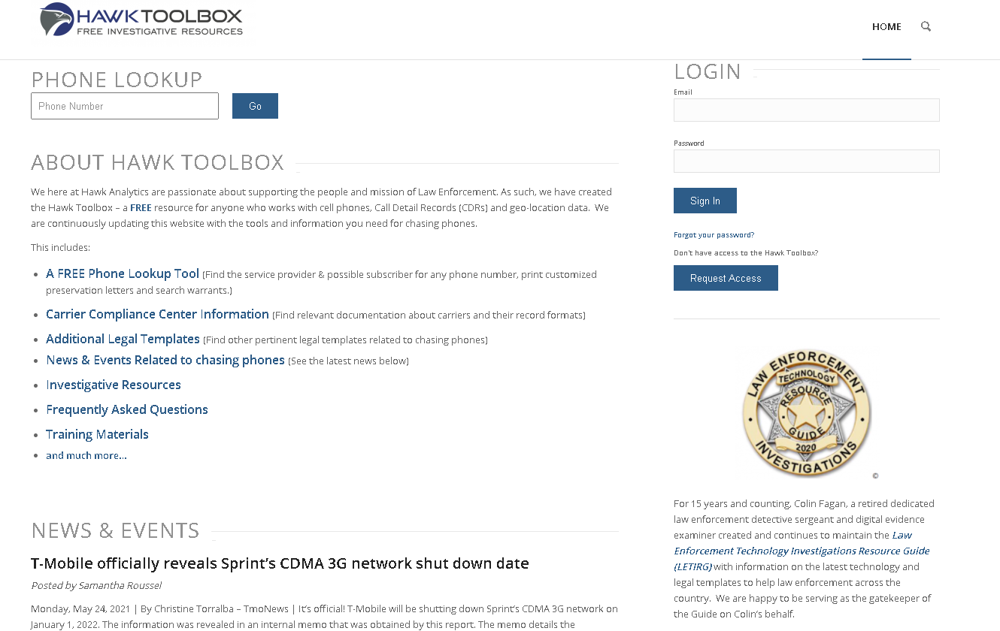 HAWK TOOLBOX
FREE INVESTIGATIVE RESOURCES
HOME
PHONE LOOKUP
Phone Number
Go
ABOUT HAWK TOOLBOX
We here at Hawk Analytics are passionate about supporting the people and mission of Law Enforcement. As such, we have created
the Hawk Toolbox – a FREE resource for anyone who works with cell phones, Call Detail Records (CDRs) and geo-location data. We
are continuously updating this website with the tools and information you need for chasing phones.
This includes:
• A FREE Phone Lookup Tool (Find the service provider & possible subscriber for any phone number, print customized
preservation letters and search warrants.)
• Carrier Compliance Center Information (Find relevant documentation about carriers and their record formats)
• Additional Legal Templates (Find other pertinent legal templates related to chasing phones)
• News & Events Related to chasing phones (See the latest news below)
• Investigative Resources
• Frequently Asked Questions
• Training Materials
• and much more...
NEWS & EVENTS
T-Mobile officially reveals Sprint's CDMA 3G network shut down date
Posted by Samantha Roussel
Monday, May 24, 2021 | By Christine Torralba – TmoNews | It's official! T-Mobile will be shutting down Sprint's CDMA 3G network on
January 1, 2022. The information was revealed in an internal memo that was obtained by this report. The memo details the
LOGIN
Email
Password
Sign In
Forgot your password?
Don't have access to the Hawk Toolbox?
Request Access
LAW ENFORCEMENT
TECHNOLOGY
RESOURCE
GUIDE
2020
INVESTIGATIONS
©
For 15 years and counting, Colin Fagan, a retired dedicated
law enforcement detective sergeant and digital evidence
examiner created and continues to maintain the Law
Enforcement Technology Investigations Resource Guide
(LETIRG) with information on the latest technology and
legal templates to help law enforcement across the
country. We are happy to be serving as the gatekeeper of
the Guide on Colin's behalf.